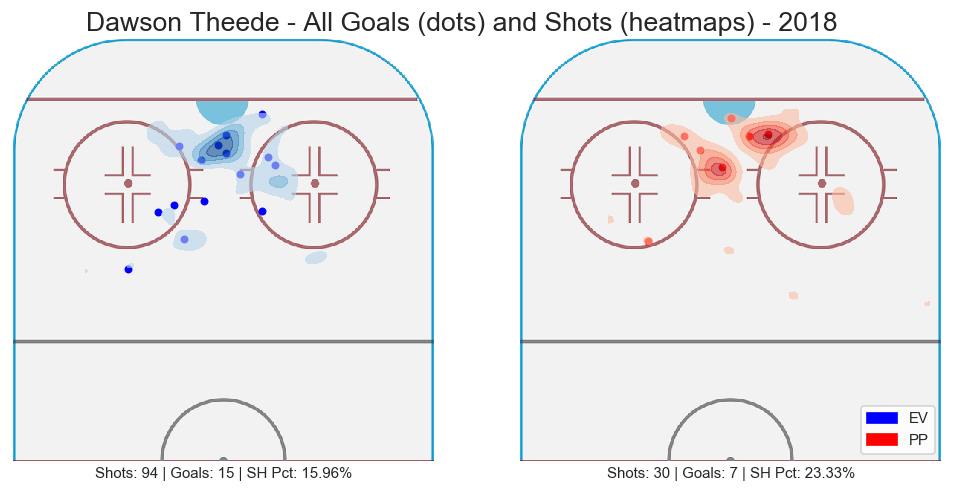 Dawson Theede - All Goals (dots) and Shots (heatmaps) - 2018
EV
PP
Shots: 94 | Goals: 15 | SH Pct: 15.96%
Shots: 30 | Goals: 7 | SH Pct: 23.33%